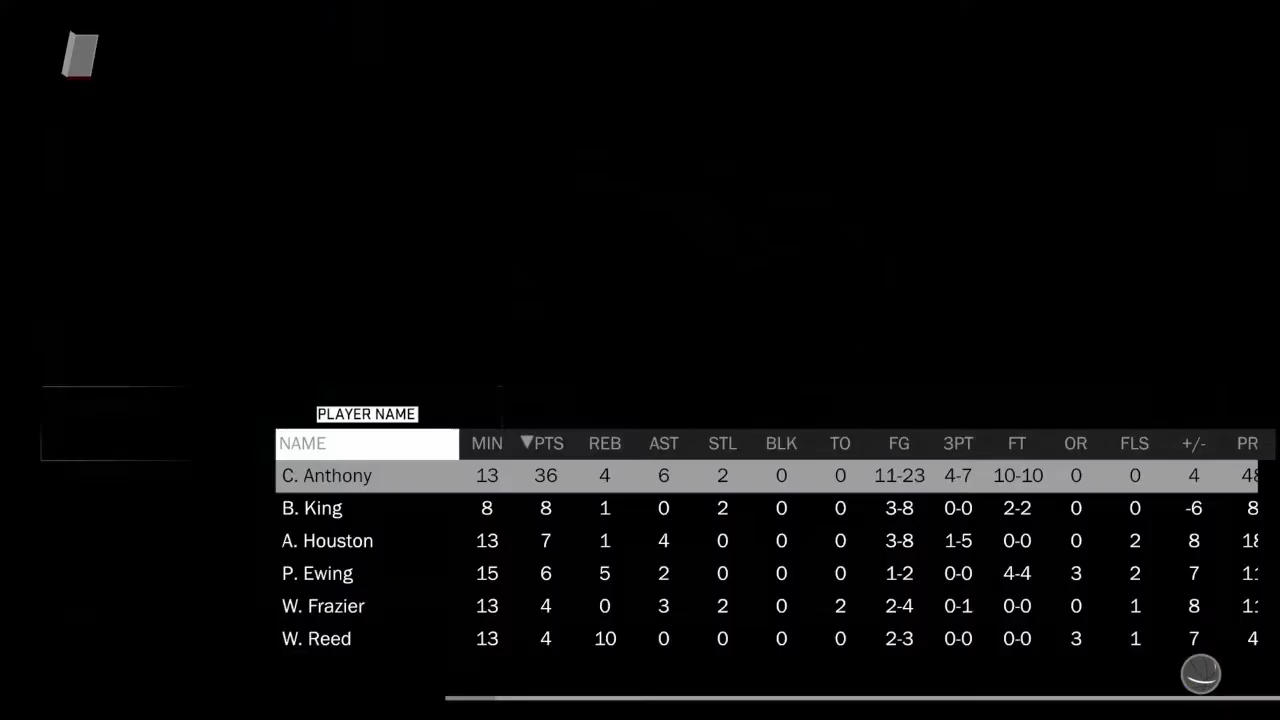 PLAYER NAME
NAME MIN ▼PTS REB AST STL BLK TO FG 3PT FT OR FLS +/- PR
C. Anthony 13 36 4 6 2 0 0 11-23 4-7 10-10 0 0 4 48
B. King 8 8 1 0 2 0 0 3-8 0-0 2-2 0 0 -6 8
A. Houston 13 7 1 4 0 0 0 3-8 1-5 0-0 0 2 8 18
P. Ewing 15 6 5 2 0 0 0 1-2 0-0 4-4 3 2 7 11
W. Frazier 13 4 0 3 2 0 2 2-4 0-1 0-0 0 1 8 11
W. Reed 13 4 10 0 0 0 0 2-3 0-0 0-0 3 1 7 4